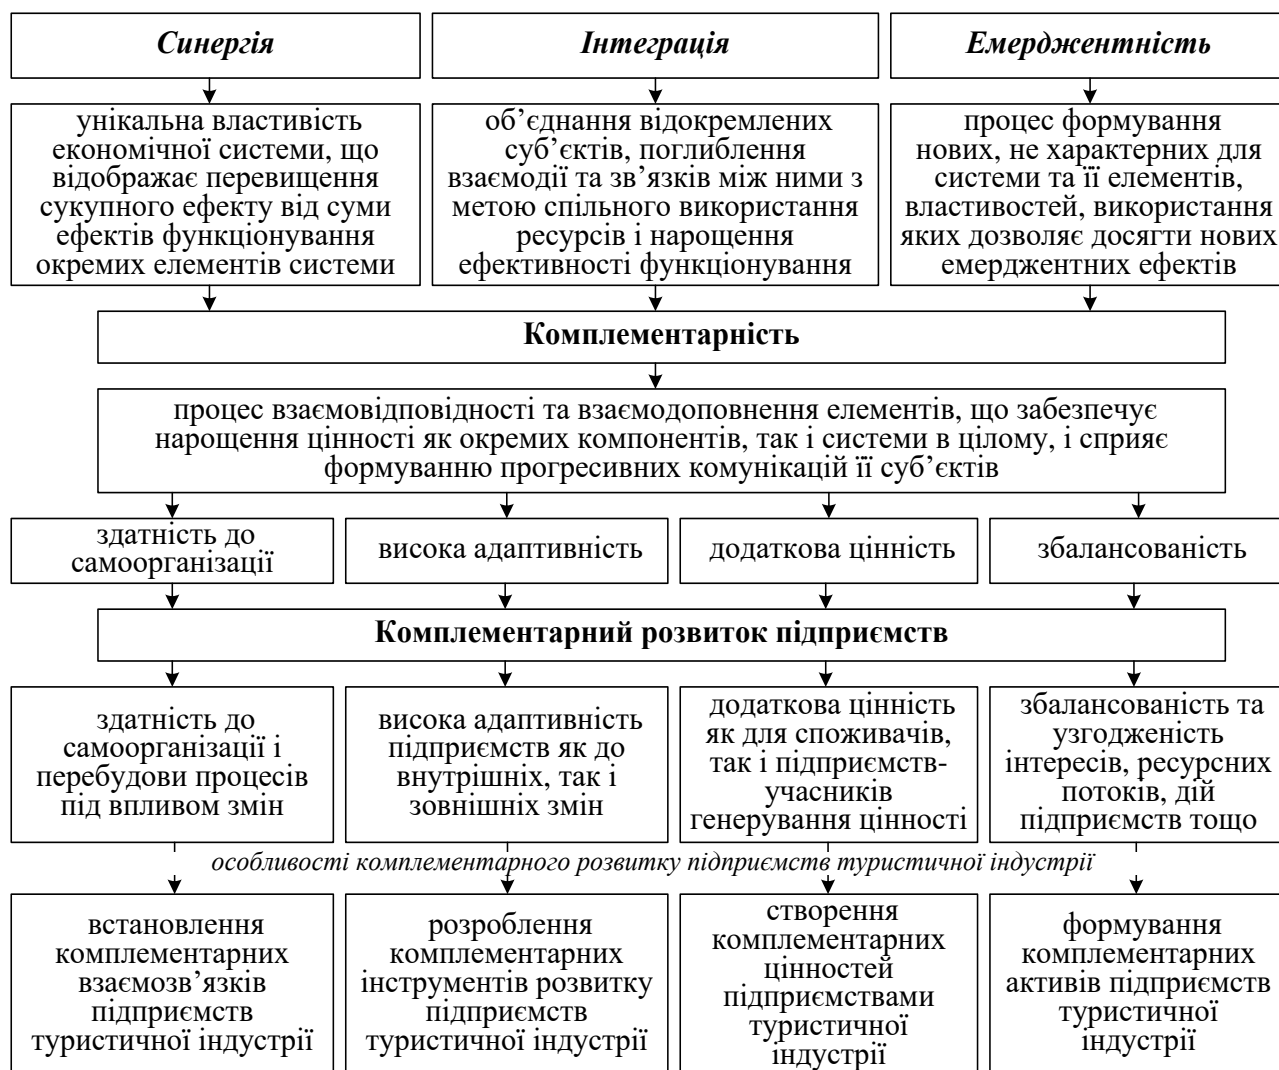 Синергія
Інтеграція
Емерджентність
унікальна властивість
економічної системи, що
відображає перевищення
сукупного ефекту від суми
ефектів функціонування
окремих елементів системи
об’єднання відокремлених
суб’єктів, поглиблення
взаємодії та зв’язків між ними з
метою спільного використання
ресурсів і нарощення
ефективності функціонування
процес формування
нових, не характерних для
системи та її елементів,
властивостей, використання
яких дозволяє досягти нових
емерджентних ефектів
Комплементарність
процес взаємовідповідності та взаємодоповнення елементів, що забезпечує
нарощення цінності як окремих компонентів, так і системи в цілому, і сприяє
формуванню прогресивних комунікацій її суб’єктів
здатність до
самоорганізації
висока адаптивність
додаткова цінність
збалансованість
Комплементарний розвиток підприємств
здатність до
самоорганізації і
перебудови процесів
під впливом змін
висока адаптивність
підприємств як до
внутрішніх, так і
зовнішніх змін
додаткова цінність
як для споживачів,
так і підприємств-
учасників
генерування цінності
збалансованість та
узгодженість
інтересів, ресурсних
потоків, дій
підприємств тощо
особливості комплементарного розвитку підприємств туристичної індустрії
встановлення
комплементарних
взаємозв’язків
підприємств
туристичної індустрії
розроблення
комплементарних
інструментів розвитку
підприємств
туристичної індустрії
створення
комплементарних
цінностей
підприємствами
туристичної
індустрії
формування
комплементарних
активів підприємств
туристичної
індустрії